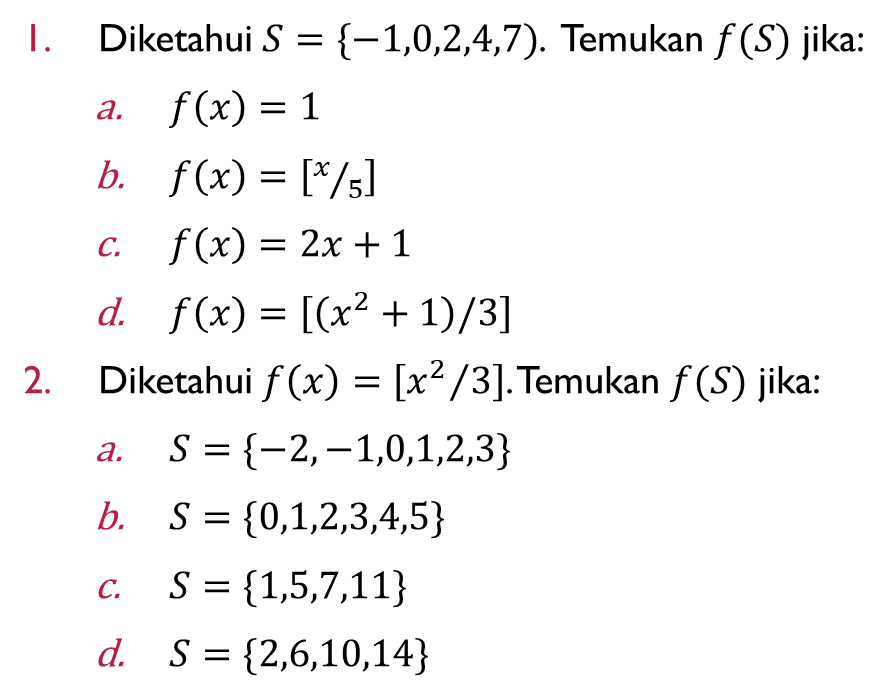 1. Diketahui S = {−1,0,2,4,7). Temukan f(S) jika:
a. f(x) = 1
b. f(x) = [ˣ/₅]
c. f(x) = 2x + 1
d. f(x) = [(x² + 1)/3]
2. Diketahui f(x) = [x²/3]. Temukan f(S) jika:
a. S = {−2, −1,0,1,2,3}
b. S = {0,1,2,3,4,5}
c. S = {1,5,7,11}
d. S = {2,6,10,14}